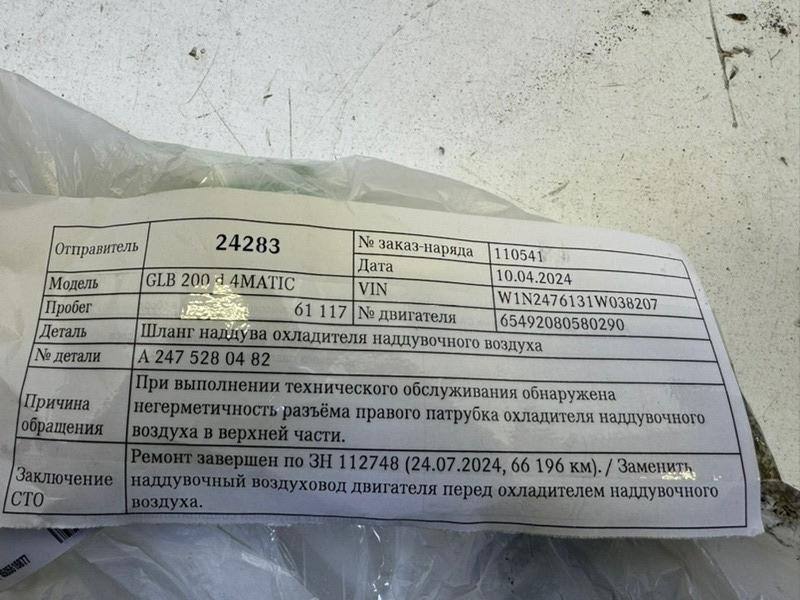 Отправитель 24283 № заказ-наряда 110541
Дата 10.04.2024
Модель GLB 200 d 4MATIC VIN W1N2476131W038207
Пробег 61 117 № двигателя 65492080580290
Деталь Шланг наддува охладителя наддувочного воздуха
№ детали A 247 528 04 82
Причина обращения
При выполнении технического обслуживания обнаружена
негерметичность разъёма правого патрубка охладителя наддувочного
воздуха в верхней части.
Заключение СТО
Ремонт завершен по ЗН 112748 (24.07.2024, 66 196 км). / Заменить
наддувочный воздуховод двигателя перед охладителем наддувочного
воздуха.